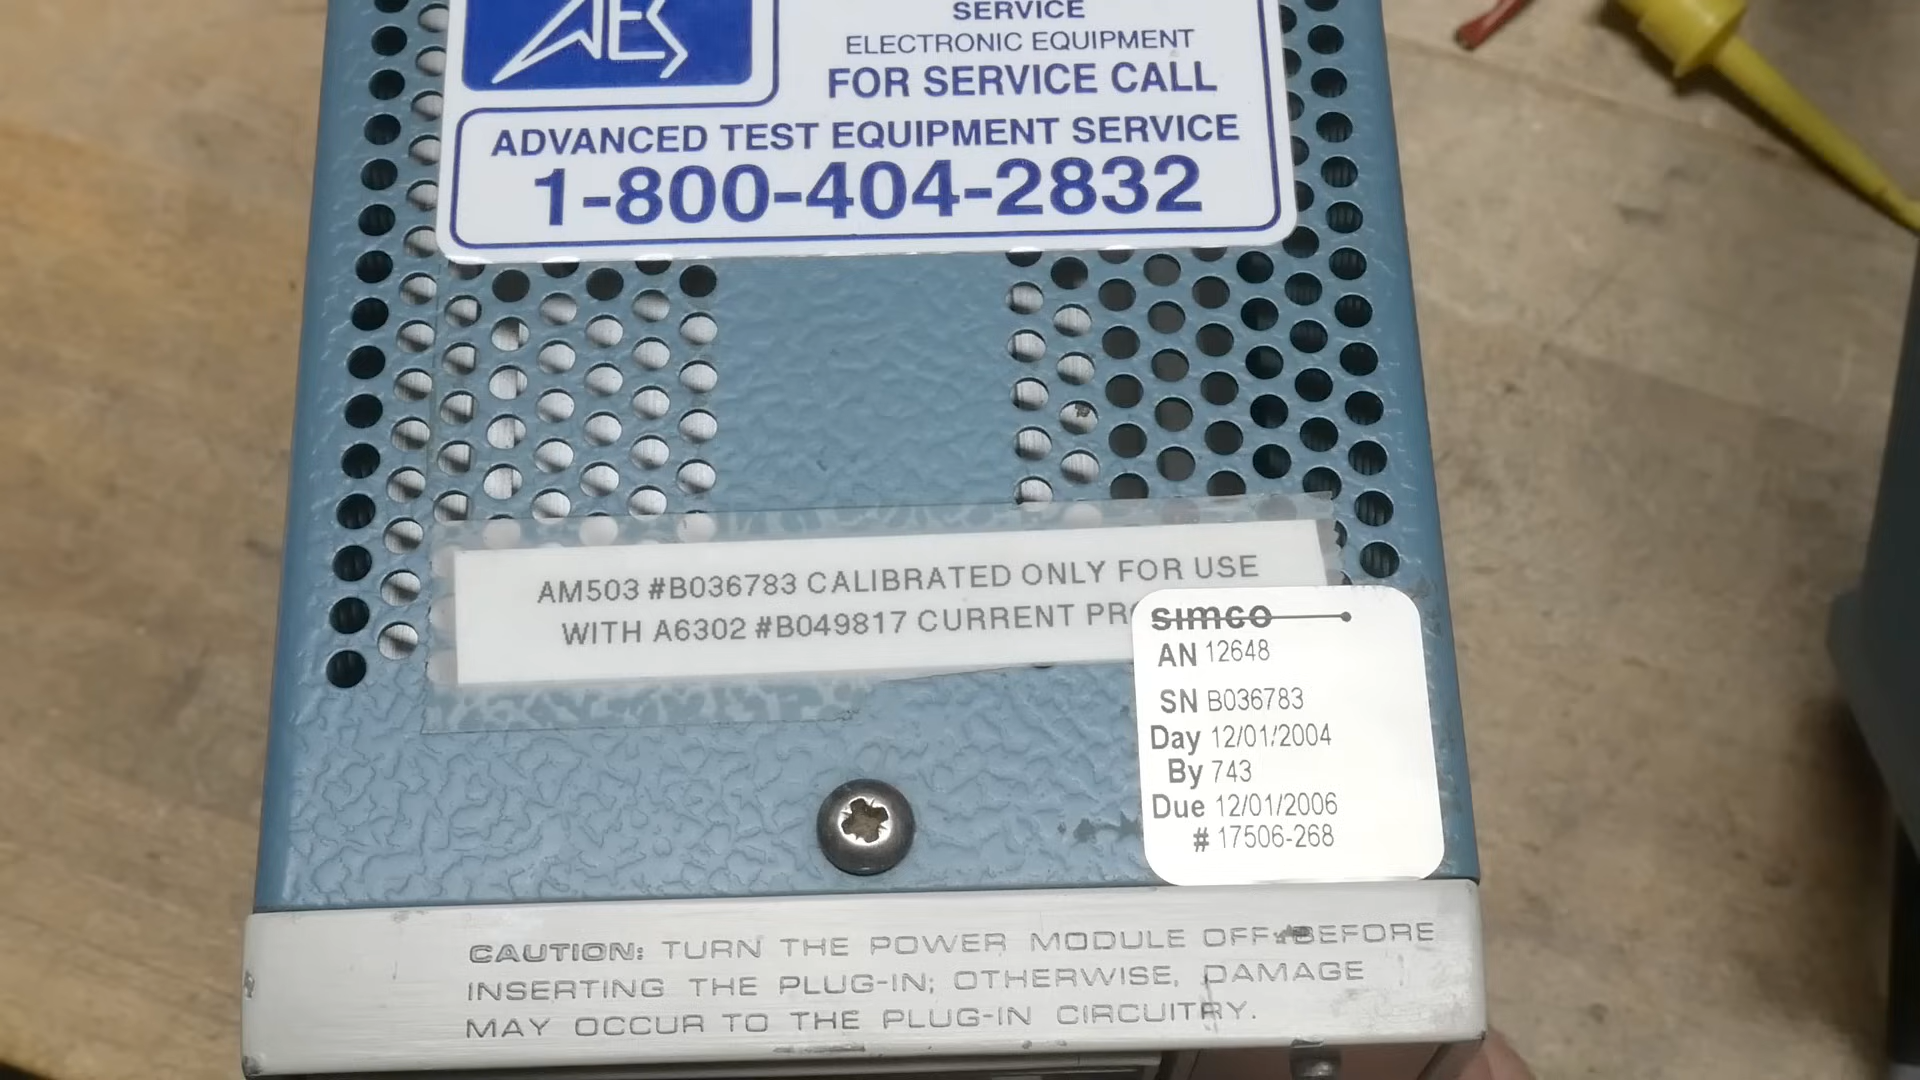 AES
SERVICE
ELECTRONIC EQUIPMENT
FOR SERVICE CALL
ADVANCED TEST EQUIPMENT SERVICE
1-800-404-2832
AM503 #B036783 CALIBRATED ONLY FOR USE
WITH A6302 #B049817 CURRENT PR
simco
AN 12648
SN B036783
Day 12/01/2004
By 743
Due 12/01/2006
# 17506-268
CAUTION: TURN THE POWER MODULE OFF BEFORE
INSERTING THE PLUG-IN; OTHERWISE, DAMAGE
MAY OCCUR TO THE PLUG-IN CIRCUITRY.